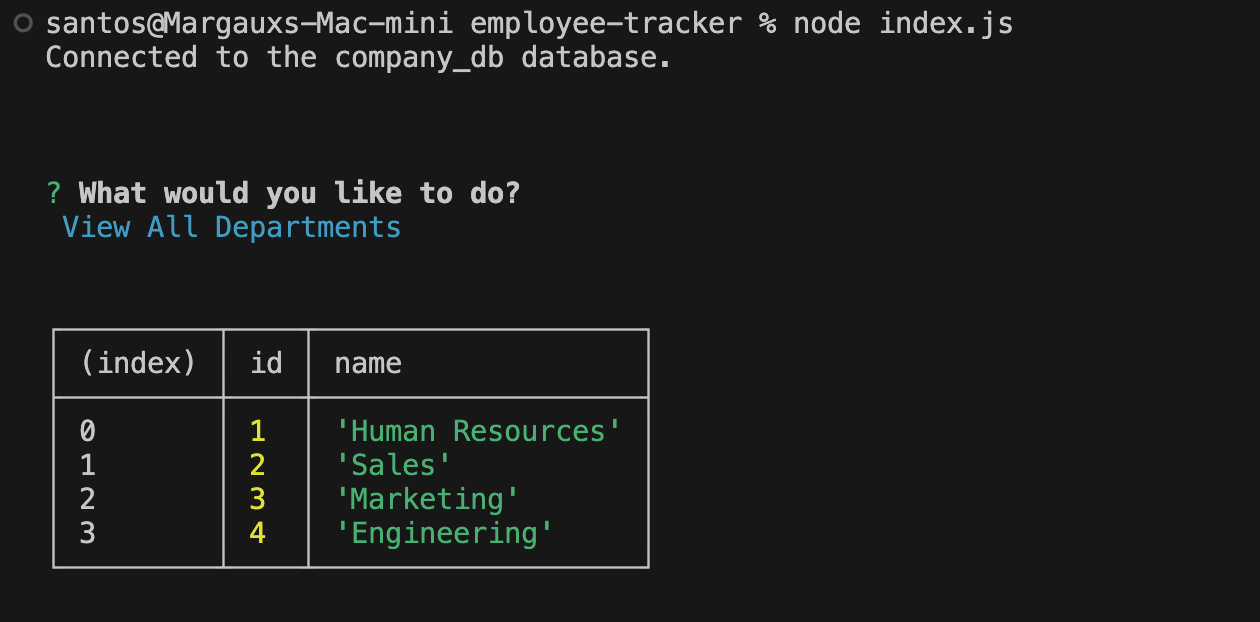 santos@Margauxs-Mac-mini employee-tracker % node index.js
Connected to the company_db database.
? What would you like to do?
View All Departments
(index) id name
0 1 'Human Resources'
1 2 'Sales'
2 3 'Marketing'
3 4 'Engineering'